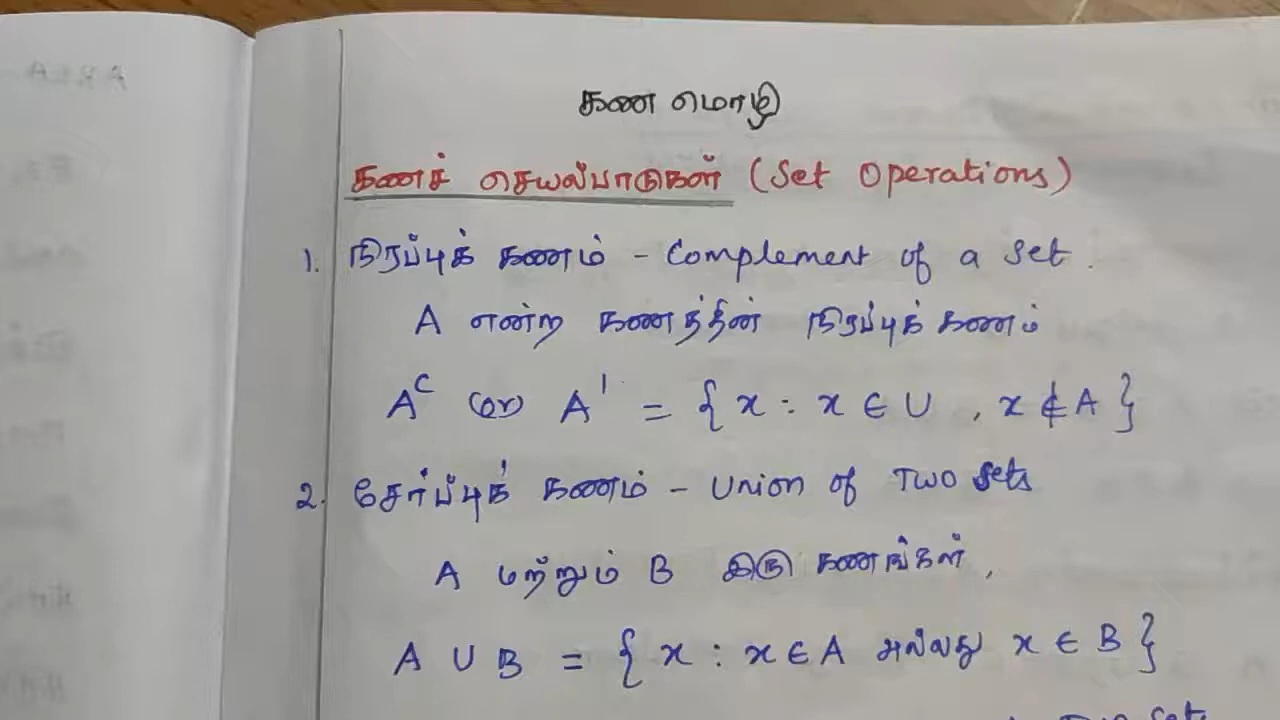 கண மொழி
கணச் செயல்பாடுகள் (Set Operations)
1. நிரப்புக் கணம் - Complement of a set.
A என்ற கணத்தின் நிரப்புக் கணம்
Aᶜ (or) A' = { x : x ∈ U , x ∉ A }
2. சேர்ப்புக் கணம் - Union of Two Sets
A மற்றும் B இரு கணங்கள்,
A ∪ B = { x : x ∈ A அல்லது x ∈ B }